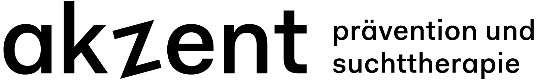 akzent
prävention und
suchttherapie